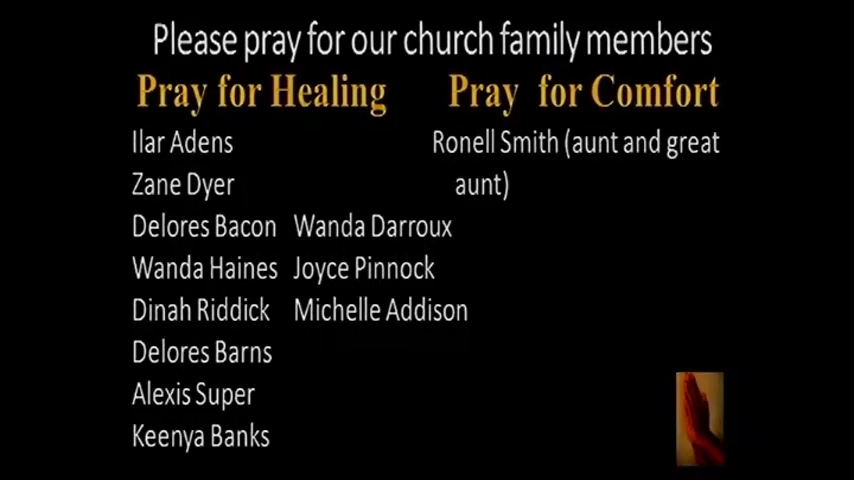 Please pray for our church family members
Pray for Healing Pray for Comfort
Ilar Adens Ronell Smith (aunt and great
Zane Dyer aunt)
Delores Bacon Wanda Darroux
Wanda Haines Joyce Pinnock
Dinah Riddick Michelle Addison
Delores Barns
Alexis Super
Keenya Banks